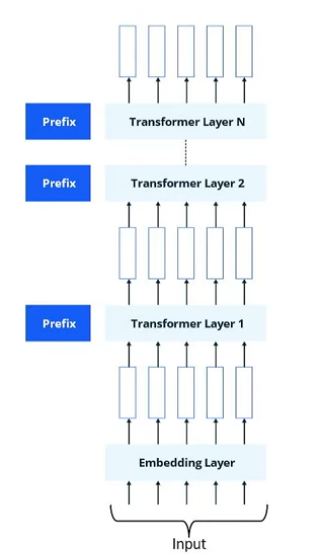 Prefix
Transformer Layer N
Prefix
Transformer Layer 2
Prefix
Transformer Layer 1
Embedding Layer
Input